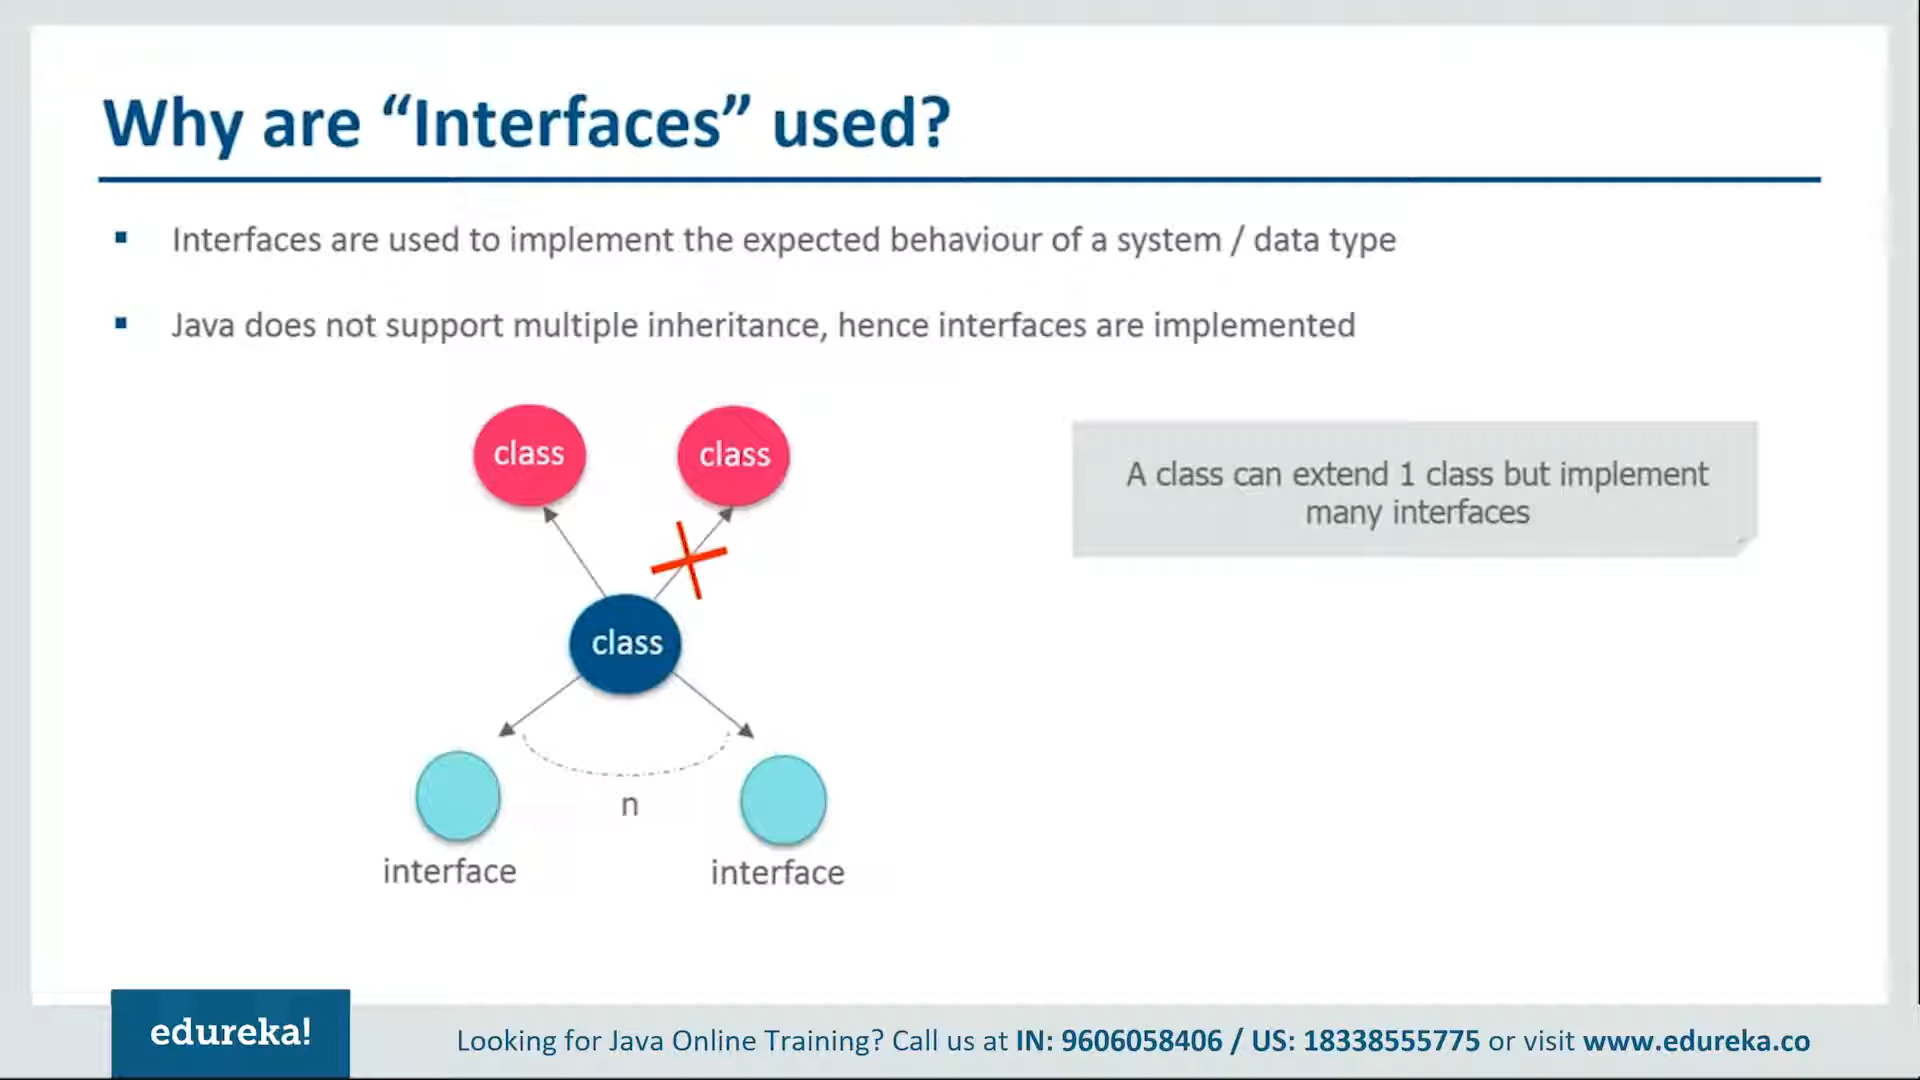 Why are “Interfaces” used?
Interfaces are used to implement the expected behaviour of a system / data type
Java does not support multiple inheritance, hence interfaces are implemented
class
class
A class can extend 1 class but implement
many interfaces
class
n
interface
interface
edureka!
Looking for Java Online Training? Call us at IN: 9606058406 / US: 18338555775 or visit www.edureka.co